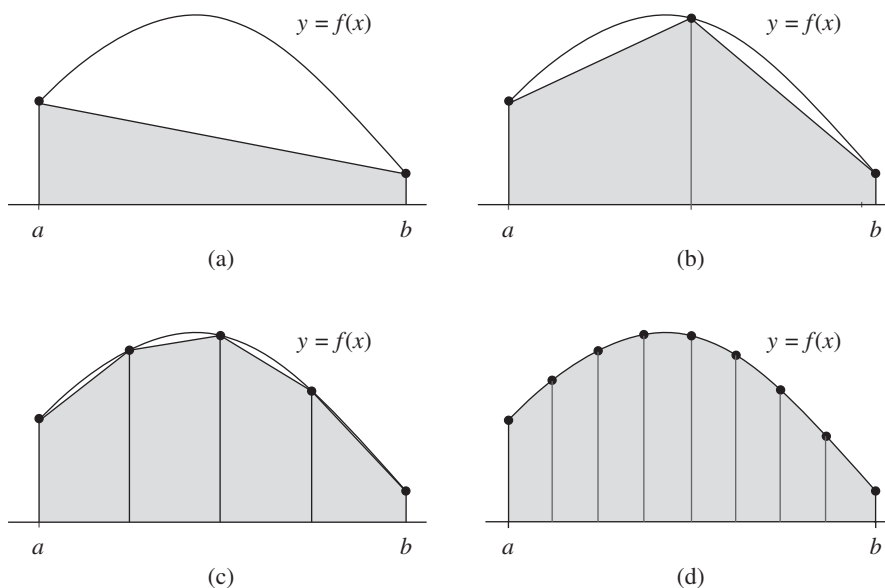 y = f(x)
a
b
(a)
y = f(x)
a
b
(b)
y = f(x)
a
b
(c)
y = f(x)
a
b
(d)